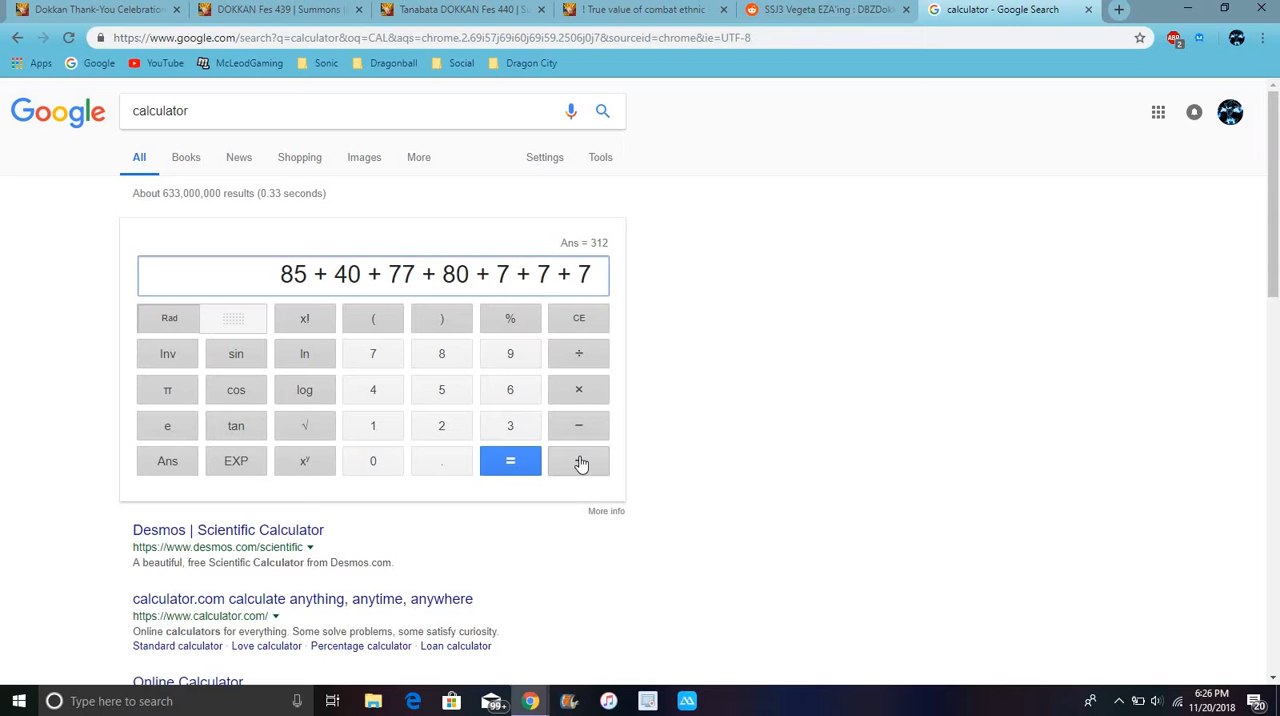 Dokkan Thank-You Celebration
DOKKAN Fes 439 | Summons
Tanabata DOKKAN Fes 440 | Su
! True value of combat ethnic
SSJ3 Vegeta EZA'ing : DBZDok
calculator - Google Search
https://www.google.com/search?q=calculator&oq=CAL&aqs=chrome.2.69i57j69i60j69i59.2506j0j7&sourceid=chrome&ie=UTF-8
ABP 2
Apps Google YouTube McLeodGaming Sonic Dragonball Social Dragon City
Google
calculator
All Books News Shopping Images More Settings Tools
About 633,000,000 results (0.33 seconds)
Ans = 312
85 + 40 + 77 + 80 + 7 + 7 + 7
Rad x! ( ) % CE
Inv sin ln 7 8 9 ÷
π cos log 4 5 6 ×
e tan √ 1 2 3 −
Ans EXP xʸ 0 . =
More info
Desmos | Scientific Calculator
https://www.desmos.com/scientific
A beautiful, free Scientific Calculator from Desmos.com.
calculator.com calculate anything, anytime, anywhere
https://www.calculator.com/
Online calculators for everything. Some solve problems, some satisfy curiosity.
Standard calculator · Love calculator · Percentage calculator · Loan calculator
Online Calculator
Type here to search
99+
6:26 PM
11/20/2018
20